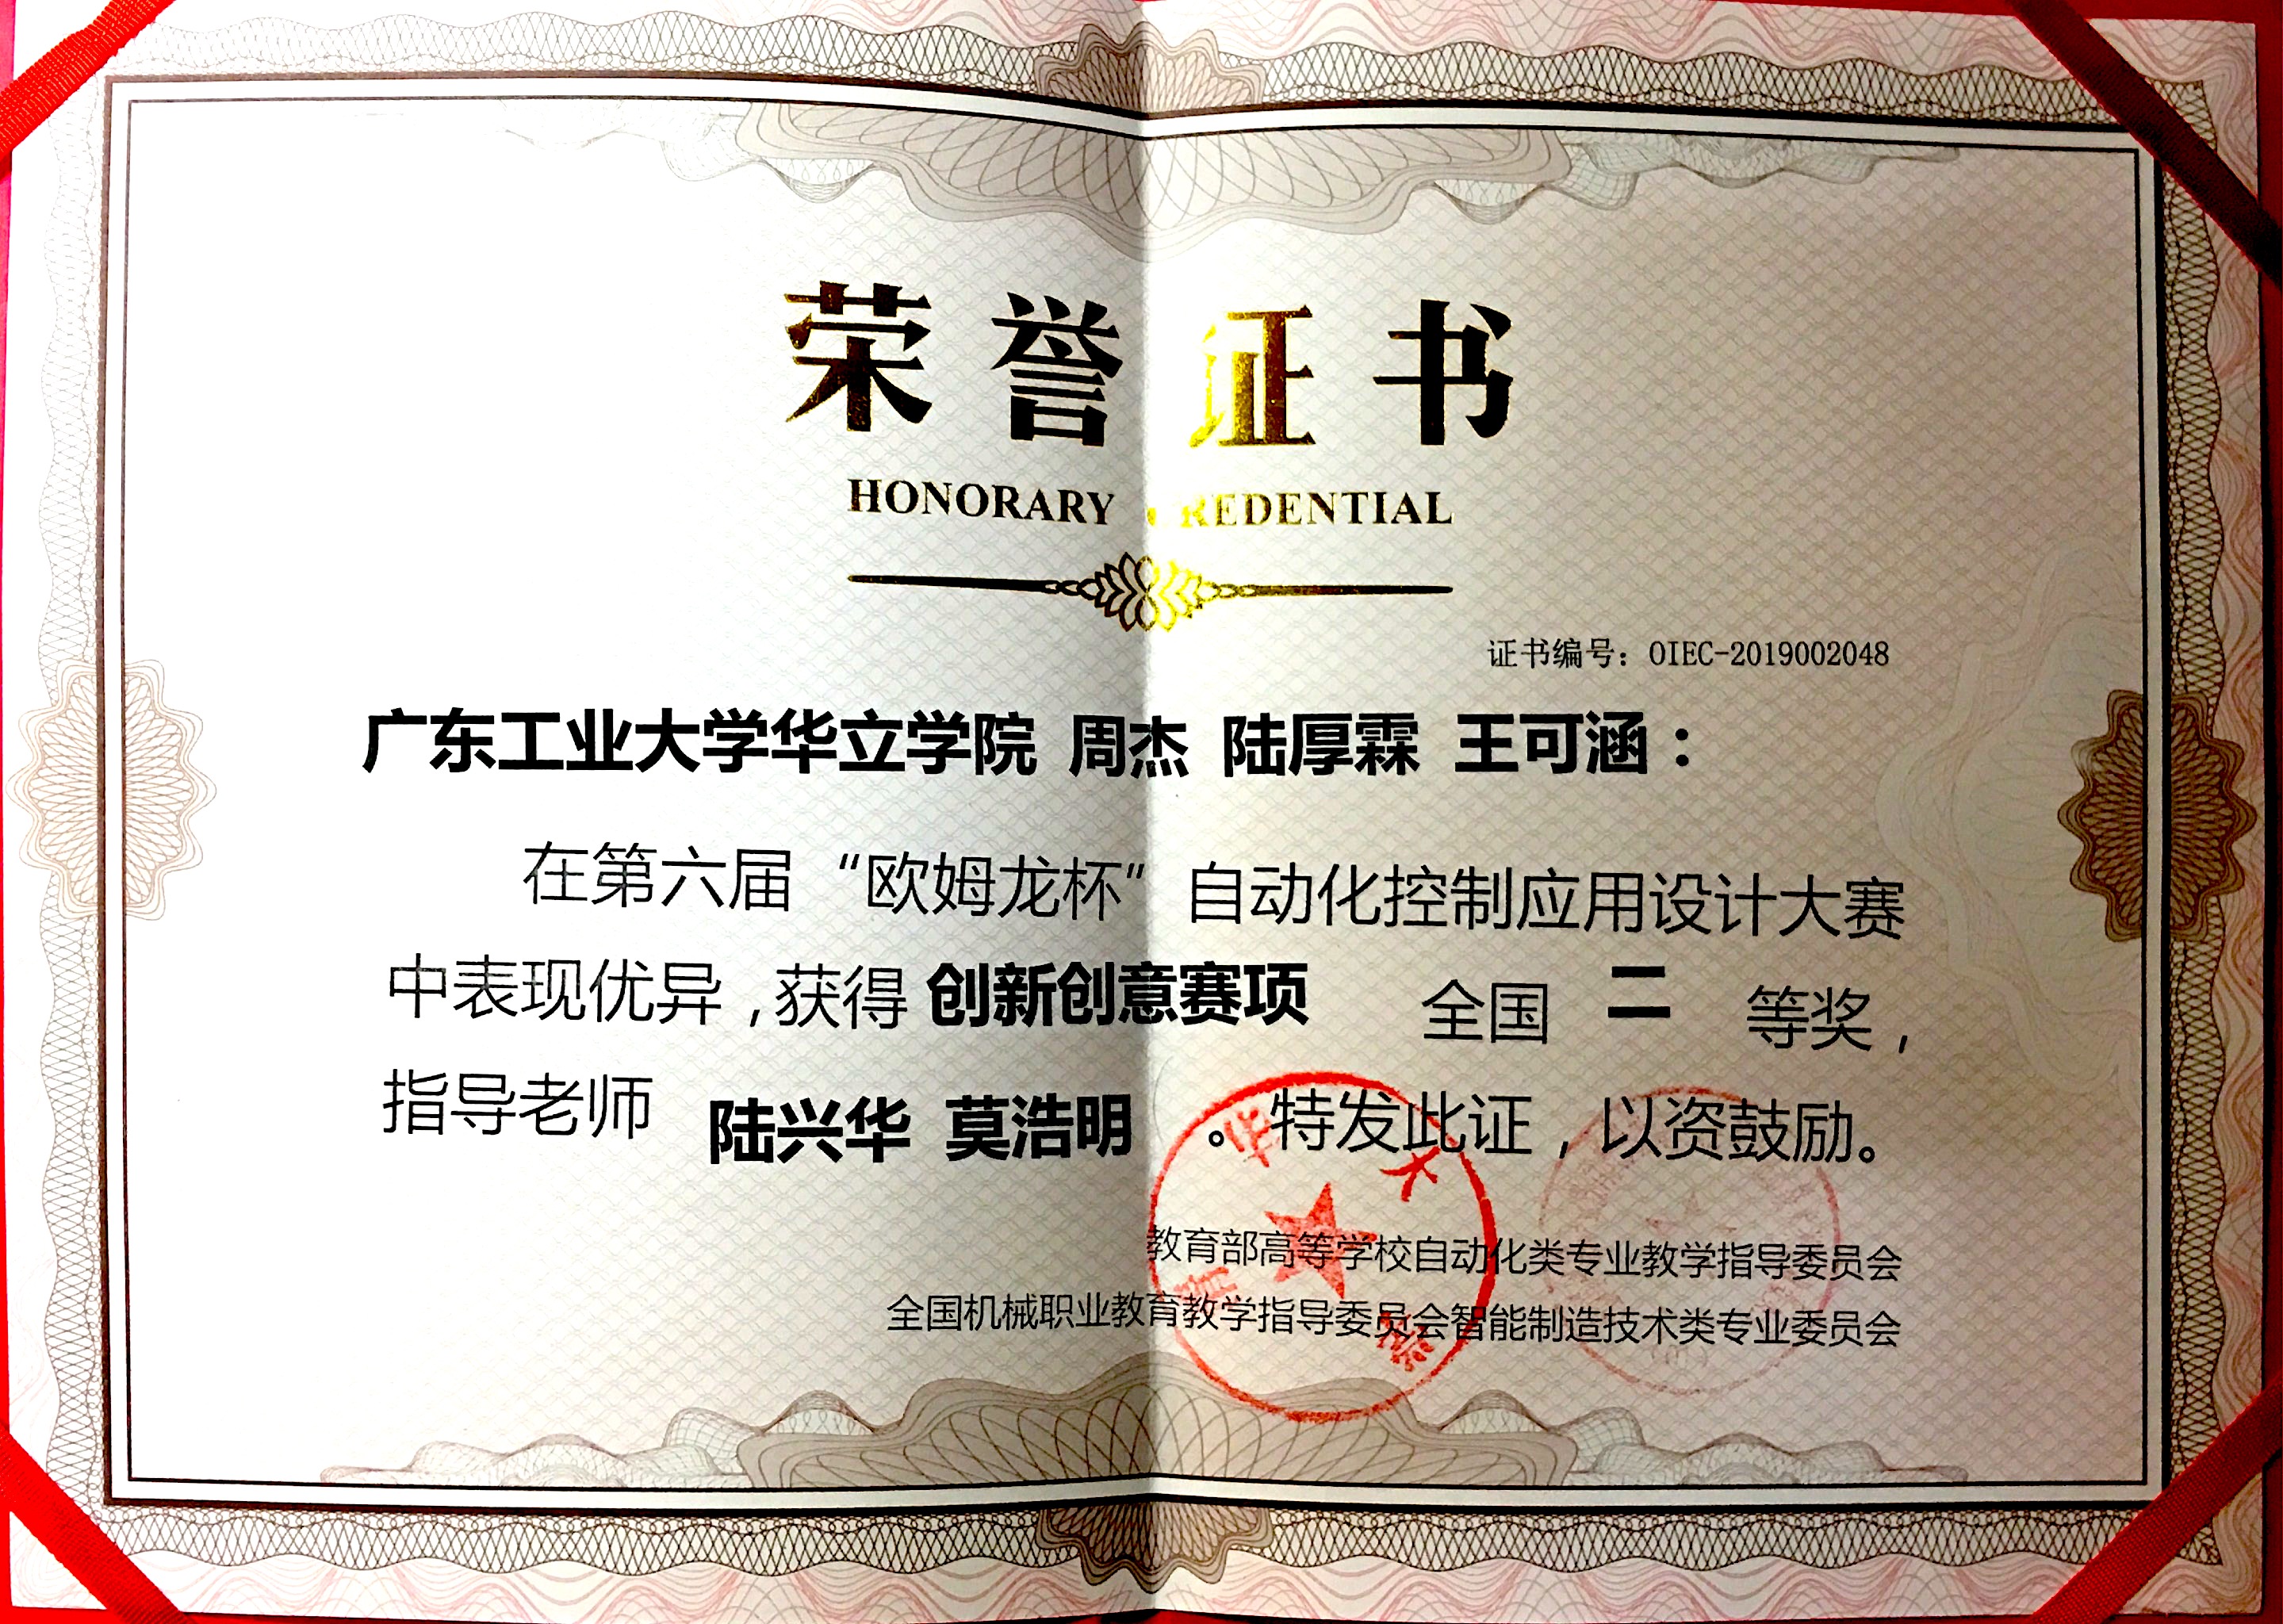 荣誉证书
HONORARY CREDENTIAL
证书编号：OIEC-2019002048
广东工业大学华立学院 周杰 陆厚霖 王可涵：
在第六届“欧姆龙杯”自动化控制应用设计大赛
中表现优异，获得 创新创意赛项 全国 二 等奖，
指导老师 陆兴华 莫浩明 。特发此证，以资鼓励。
教育部高等学校自动化类专业教学指导委员会
全国机械职业教育教学指导委员会智能制造技术类专业委员会